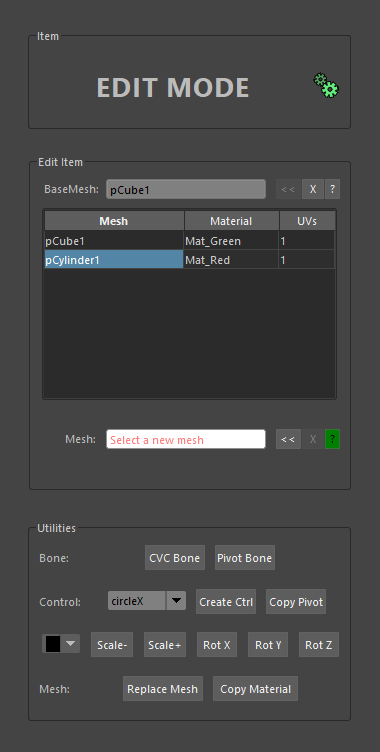 Item
EDIT MODE
Edit Item
BaseMesh: pCube1 << X ?
Mesh Material UVs
pCube1 Mat_Green 1
pCylinder1 Mat_Red 1
Mesh: Select a new mesh << X ?
Utilities
Bone: CVC Bone Pivot Bone
Control: circleX Create Ctrl Copy Pivot
Scale- Scale+ Rot X Rot Y Rot Z
Mesh: Replace Mesh Copy Material